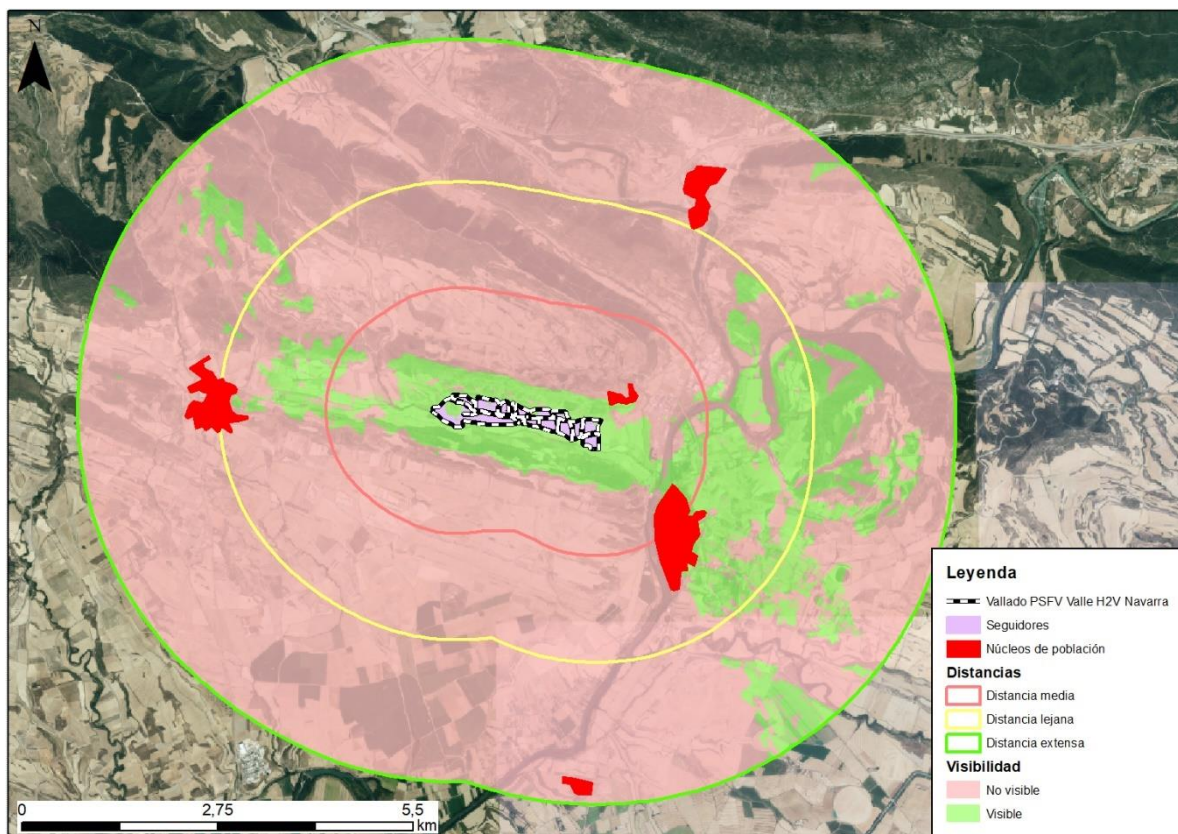 N
Leyenda
Vallado PSFV Valle H2V Navarra
Seguidores
Núcleos de población
Distancias
Distancia media
Distancia lejana
Distancia extensa
Visibilidad
No visible
Visible
0 2,75 5,5
km